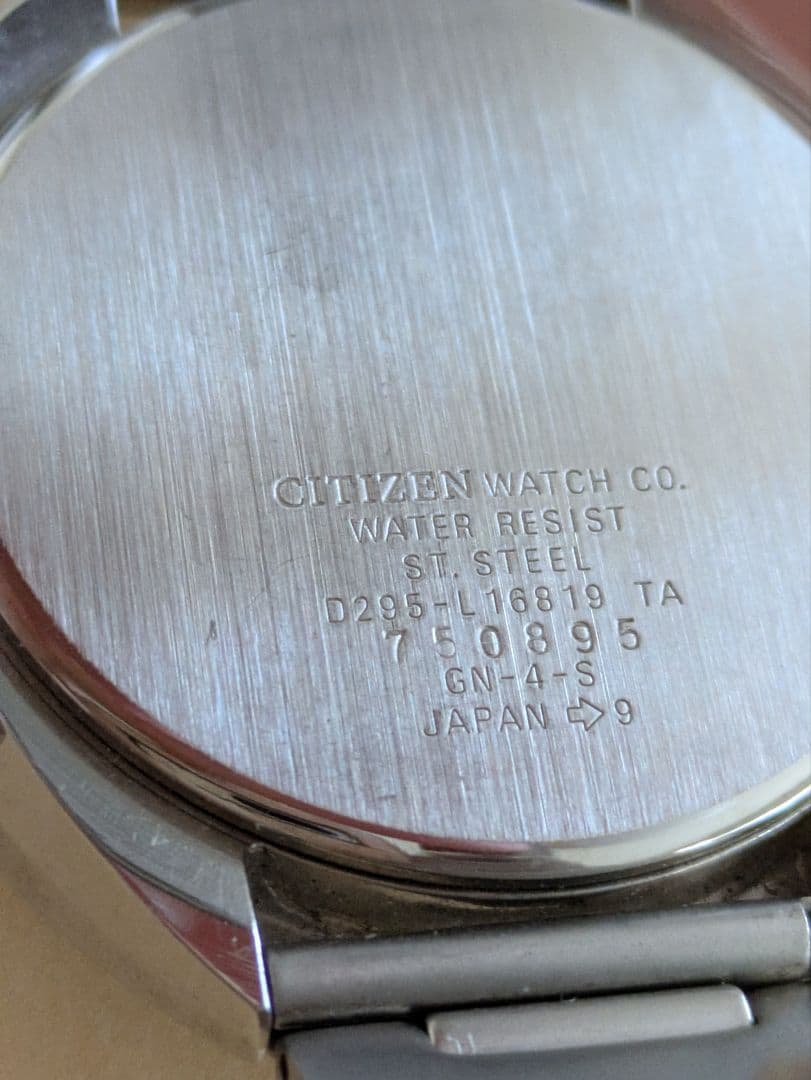 CITIZEN WATCH CO.
WATER RESIST
ST. STEEL
D295-L16819 TA
750895
GN-4-S
JAPAN ⇨9